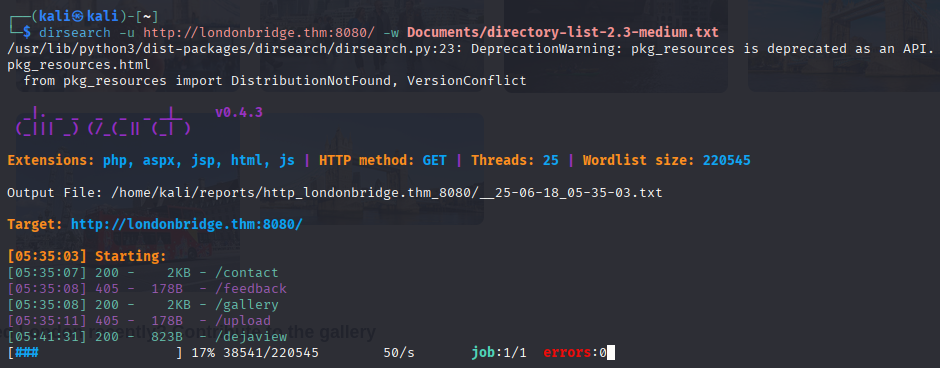 ┌──(kali㉿kali)-[~]
└─$ dirsearch -u http://londonbridge.thm:8080/ -w Documents/directory-list-2.3-medium.txt
/usr/lib/python3/dist-packages/dirsearch/dirsearch.py:23: DeprecationWarning: pkg_resources is deprecated as an API.
pkg_resources.html
  from pkg_resources import DistributionNotFound, VersionConflict
v0.4.3
Extensions: php, aspx, jsp, html, js | HTTP method: GET | Threads: 25 | Wordlist size: 220545
Output File: /home/kali/reports/http_londonbridge.thm_8080/__25-06-18_05-35-03.txt
Target: http://londonbridge.thm:8080/
[05:35:03] Starting:
[05:35:07] 200 -    2KB - /contact
[05:35:08] 405 -  178B  - /feedback
[05:35:08] 200 -    2KB - /gallery
[05:35:11] 405 -  178B  - /upload
to the gallery
[05:41:31] 200 -  823B  - /dejaview
[###                 ] 17% 38541/220545        50/s       job:1/1  errors:0